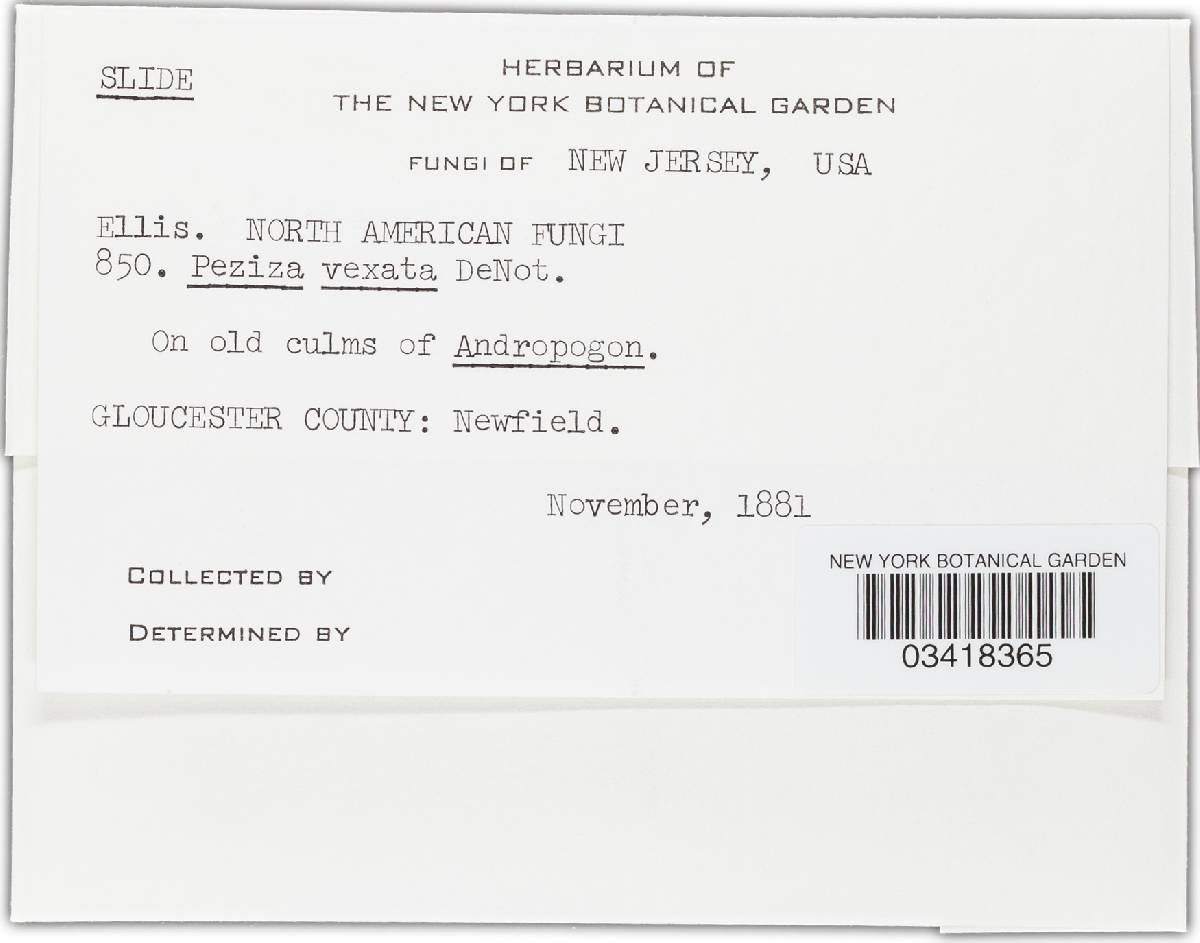 SLIDE
HERBARIUM OF
THE NEW YORK BOTANICAL GARDEN
FUNGI OF NEW JERSEY, USA
Ellis. NORTH AMERICAN FUNGI
850. Peziza vexata DeNot.
On old culms of Andropogon.
GLOUCESTER COUNTY: Newfield.
November, 1881
COLLECTED BY
DETERMINED BY
NEW YORK BOTANICAL GARDEN
03418365